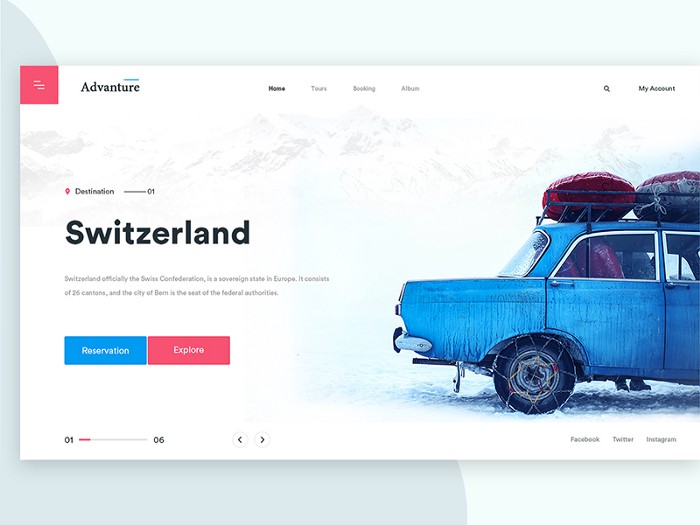 Advanture
Home Tours Booking Album
My Account
Destination 01
Switzerland
Switzerland officially the Swiss Confederation, is a sovereign state in Europe. It consists
of 26 cantons, and the city of Bern is the seat of the federal authorities.
Reservation Explore
01 06
Facebook Twitter Instagram